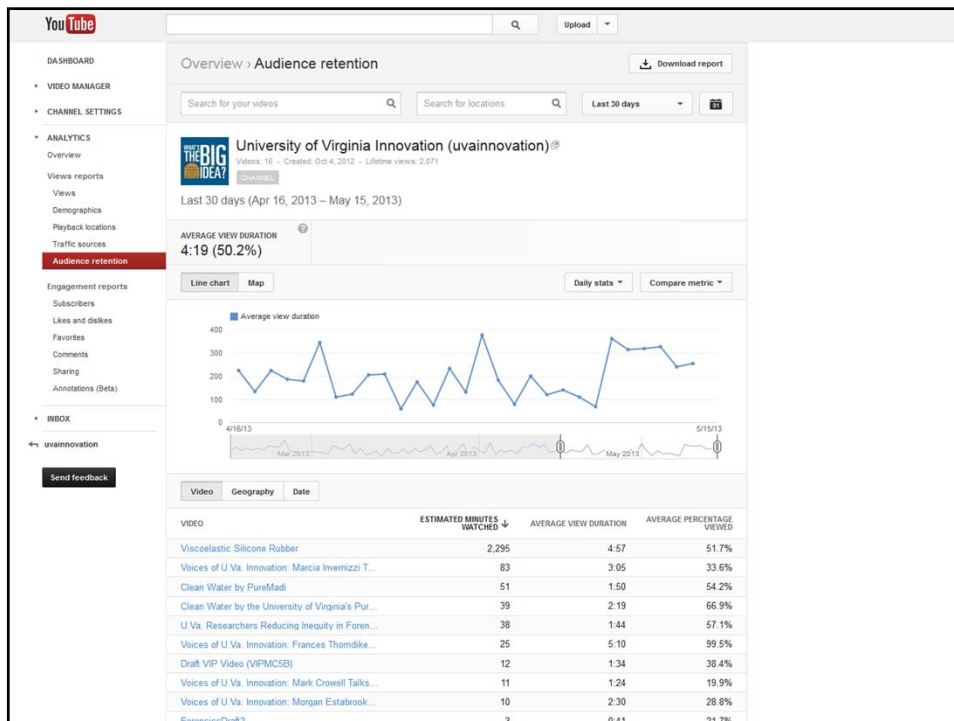 YouTube
Upload
DASHBOARD
VIDEO MANAGER
CHANNEL SETTINGS
ANALYTICS
Overview
Views reports
Views
Demographics
Playback locations
Traffic sources
Audience retention
Engagement reports
Subscribers
Likes and dislikes
Favorites
Comments
Sharing
Annotations (Beta)
INBOX
uvainnovation
Send feedback
Overview › Audience retention
Download report
Search for your videos
Search for locations
Last 30 days
31
WHAT'S
THE BIG
IDEA?
University of Virginia Innovation (uvainnovation)
Videos: 16 - Created: Oct 4, 2012 - Lifetime views: 2,071
CHANNEL
Last 30 days (Apr 16, 2013 – May 15, 2013)
AVERAGE VIEW DURATION ?
4:19 (50.2%)
Line chart Map
Daily stats Compare metric
Average view duration
400
300
200
100
0
4/16/13 5/15/13
Mar 2013 Apr 2013 May 2013
Video Geography Date
VIDEO ESTIMATED MINUTES WATCHED AVERAGE VIEW DURATION AVERAGE PERCENTAGE VIEWED
Viscoelastic Silicone Rubber 2,295 4:57 51.7%
Voices of U.Va. Innovation: Marcia Invernizzi T... 83 3:05 33.6%
Clean Water by PureMadi 51 1:50 54.2%
Clean Water by the University of Virginia's Pur... 39 2:19 66.9%
U.Va. Researchers Reducing Inequity in Foren... 38 1:44 57.1%
Voices of U.Va. Innovation: Frances Thorndike... 25 5:10 99.5%
Draft VIP Video (VIPMC5B) 12 1:34 38.4%
Voices of U.Va. Innovation: Mark Crowell Talks... 11 1:24 19.9%
Voices of U.Va. Innovation: Morgan Estabrook... 10 2:30 28.8%
ForensicsDraft2 3 0:41 21.7%